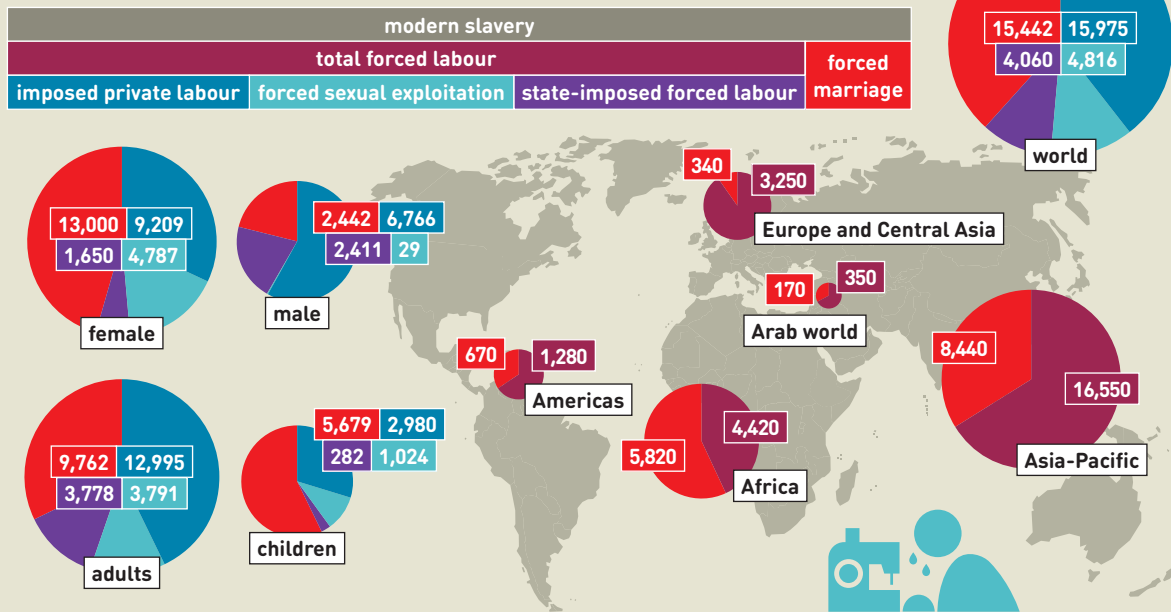 modern slavery
total forced labour
forced marriage
imposed private labour
forced sexual exploitation
state-imposed forced labour
15,442 15,975
4,060 4,816
world
13,000 9,209
1,650 4,787
female
2,442 6,766
2,411 29
male
340 3,250
Europe and Central Asia
170 350
Arab world
670 1,280
Americas
5,820 4,420
Africa
8,440 16,550
Asia-Pacific
9,762 12,995
3,778 3,791
adults
5,679 2,980
282 1,024
children